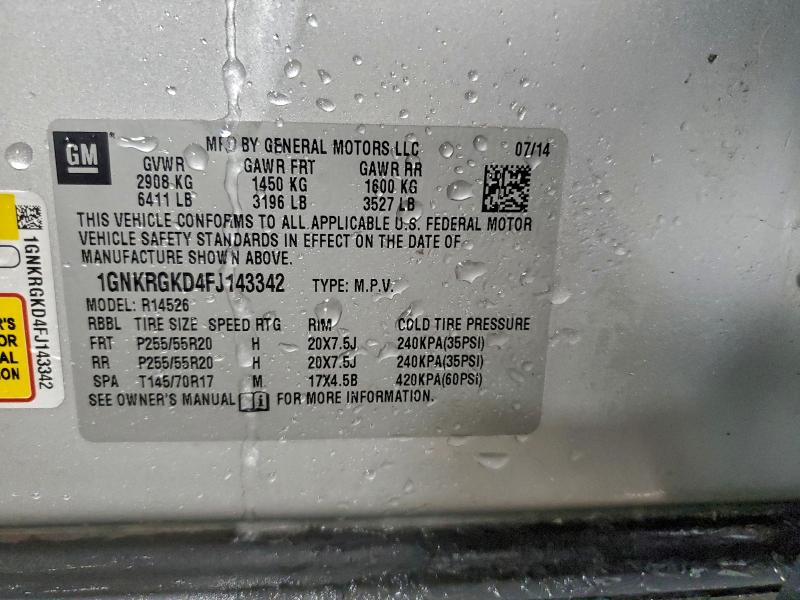 GM
MFD BY GENERAL MOTORS LLC 07/14
GVWR GAWR FRT GAWR RR
2908 KG 1450 KG 1600 KG
6411 LB 3196 LB 3527 LB
THIS VEHICLE CONFORMS TO ALL APPLICABLE U.S. FEDERAL MOTOR
VEHICLE SAFETY STANDARDS IN EFFECT ON THE DATE OF
MANUFACTURE SHOWN ABOVE.
1GNKRGKD4FJ143342 TYPE: M.P.V.
MODEL: R14526
RBBL TIRE SIZE SPEED RTG RIM COLD TIRE PRESSURE
FRT P255/55R20 H 20X7.5J 240KPA(35PSI)
RR P255/55R20 H 20X7.5J 240KPA(35PSI)
SPA T145/70R17 M 17X4.5B 420KPA(60PSI)
SEE OWNER'S MANUAL i FOR MORE INFORMATION.
1GNKRGKD4FJ143342